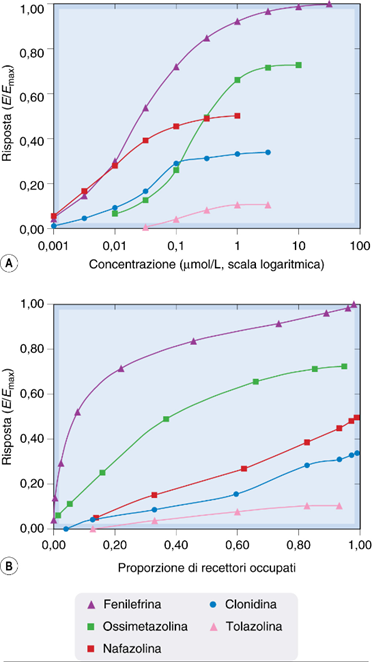 1,00
0,80
0,60
0,40
0,20
0,00
Risposta (E/Emax)
0,001 0,01 0,1 1 10 100
Concentrazione (μmol/L, scala logaritmica)
A
1,00
0,80
0,60
0,40
0,20
0,00
Risposta (E/Emax)
0,00 0,20 0,40 0,60 0,80 1,00
Proporzione di recettori occupati
B
Fenilefrina Clonidina
Ossimetazolina Tolazolina
Nafazolina